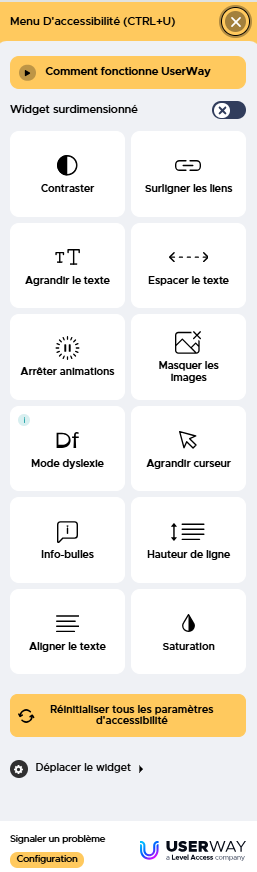 Menu D'accessibilité (CTRL+U)
Comment fonctionne UserWay
Widget surdimensionné
Contraster
Surligner les liens
TT
Agrandir le texte
Espacer le texte
Arrêter animations
Masquer les
images
i
Df
Mode dyslexie
Agrandir curseur
i
Info-bulles
Hauteur de ligne
Aligner le texte
Saturation
Réinitialiser tous les paramètres
d'accessibilité
Déplacer le widget
Signaler un problème
Configuration
USERWAY
a Level Access company